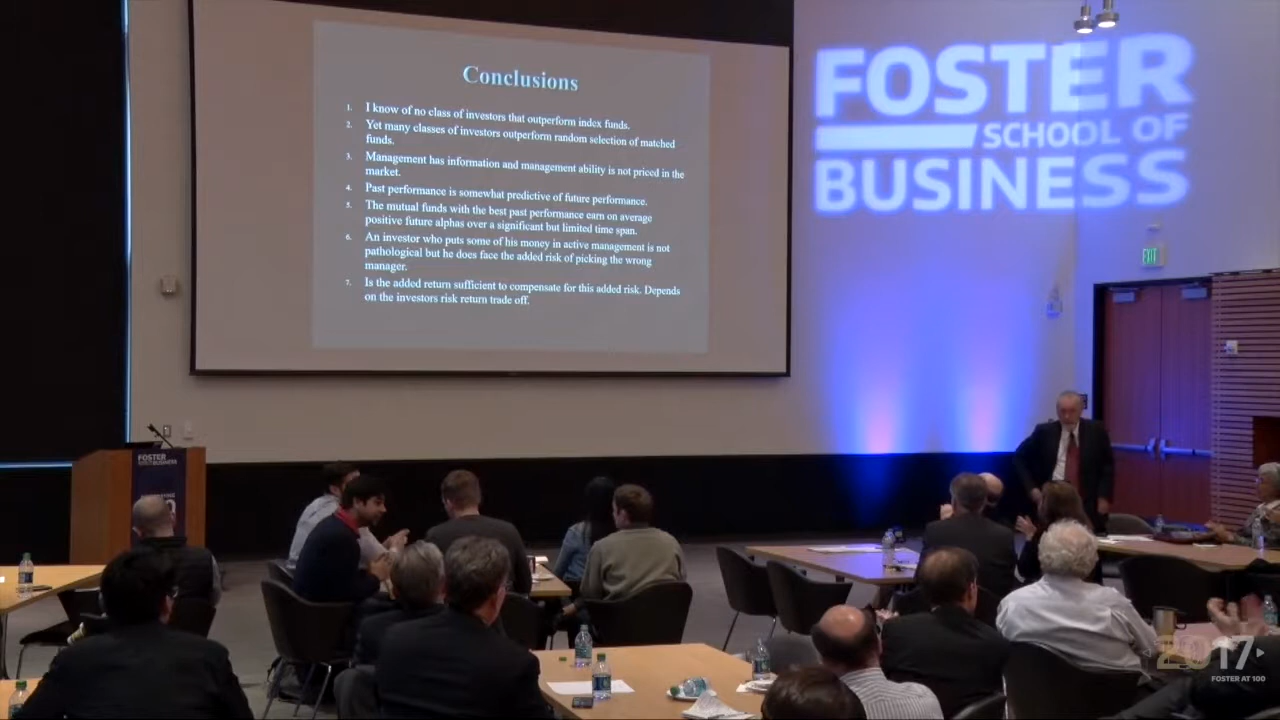 Conclusions
1. I know of no class of investors that outperform index funds.
2. Yet many classes of investors outperform random selection of matched
funds.
3. Management has information and management ability is not priced in the
market.
4. Past performance is somewhat predictive of future performance.
5. The mutual funds with the best past performance earn on average
positive future alphas over a significant but limited time span.
6. An investor who puts some of his money in active management is not
pathological but he does face the added risk of picking the wrong
manager.
7. Is the added return sufficient to compensate for this added risk. Depends
on the investors risk return trade off.
FOSTER
SCHOOL OF
BUSINESS
EXIT
FOSTER
BUSINESS
2017
FOSTER AT 100